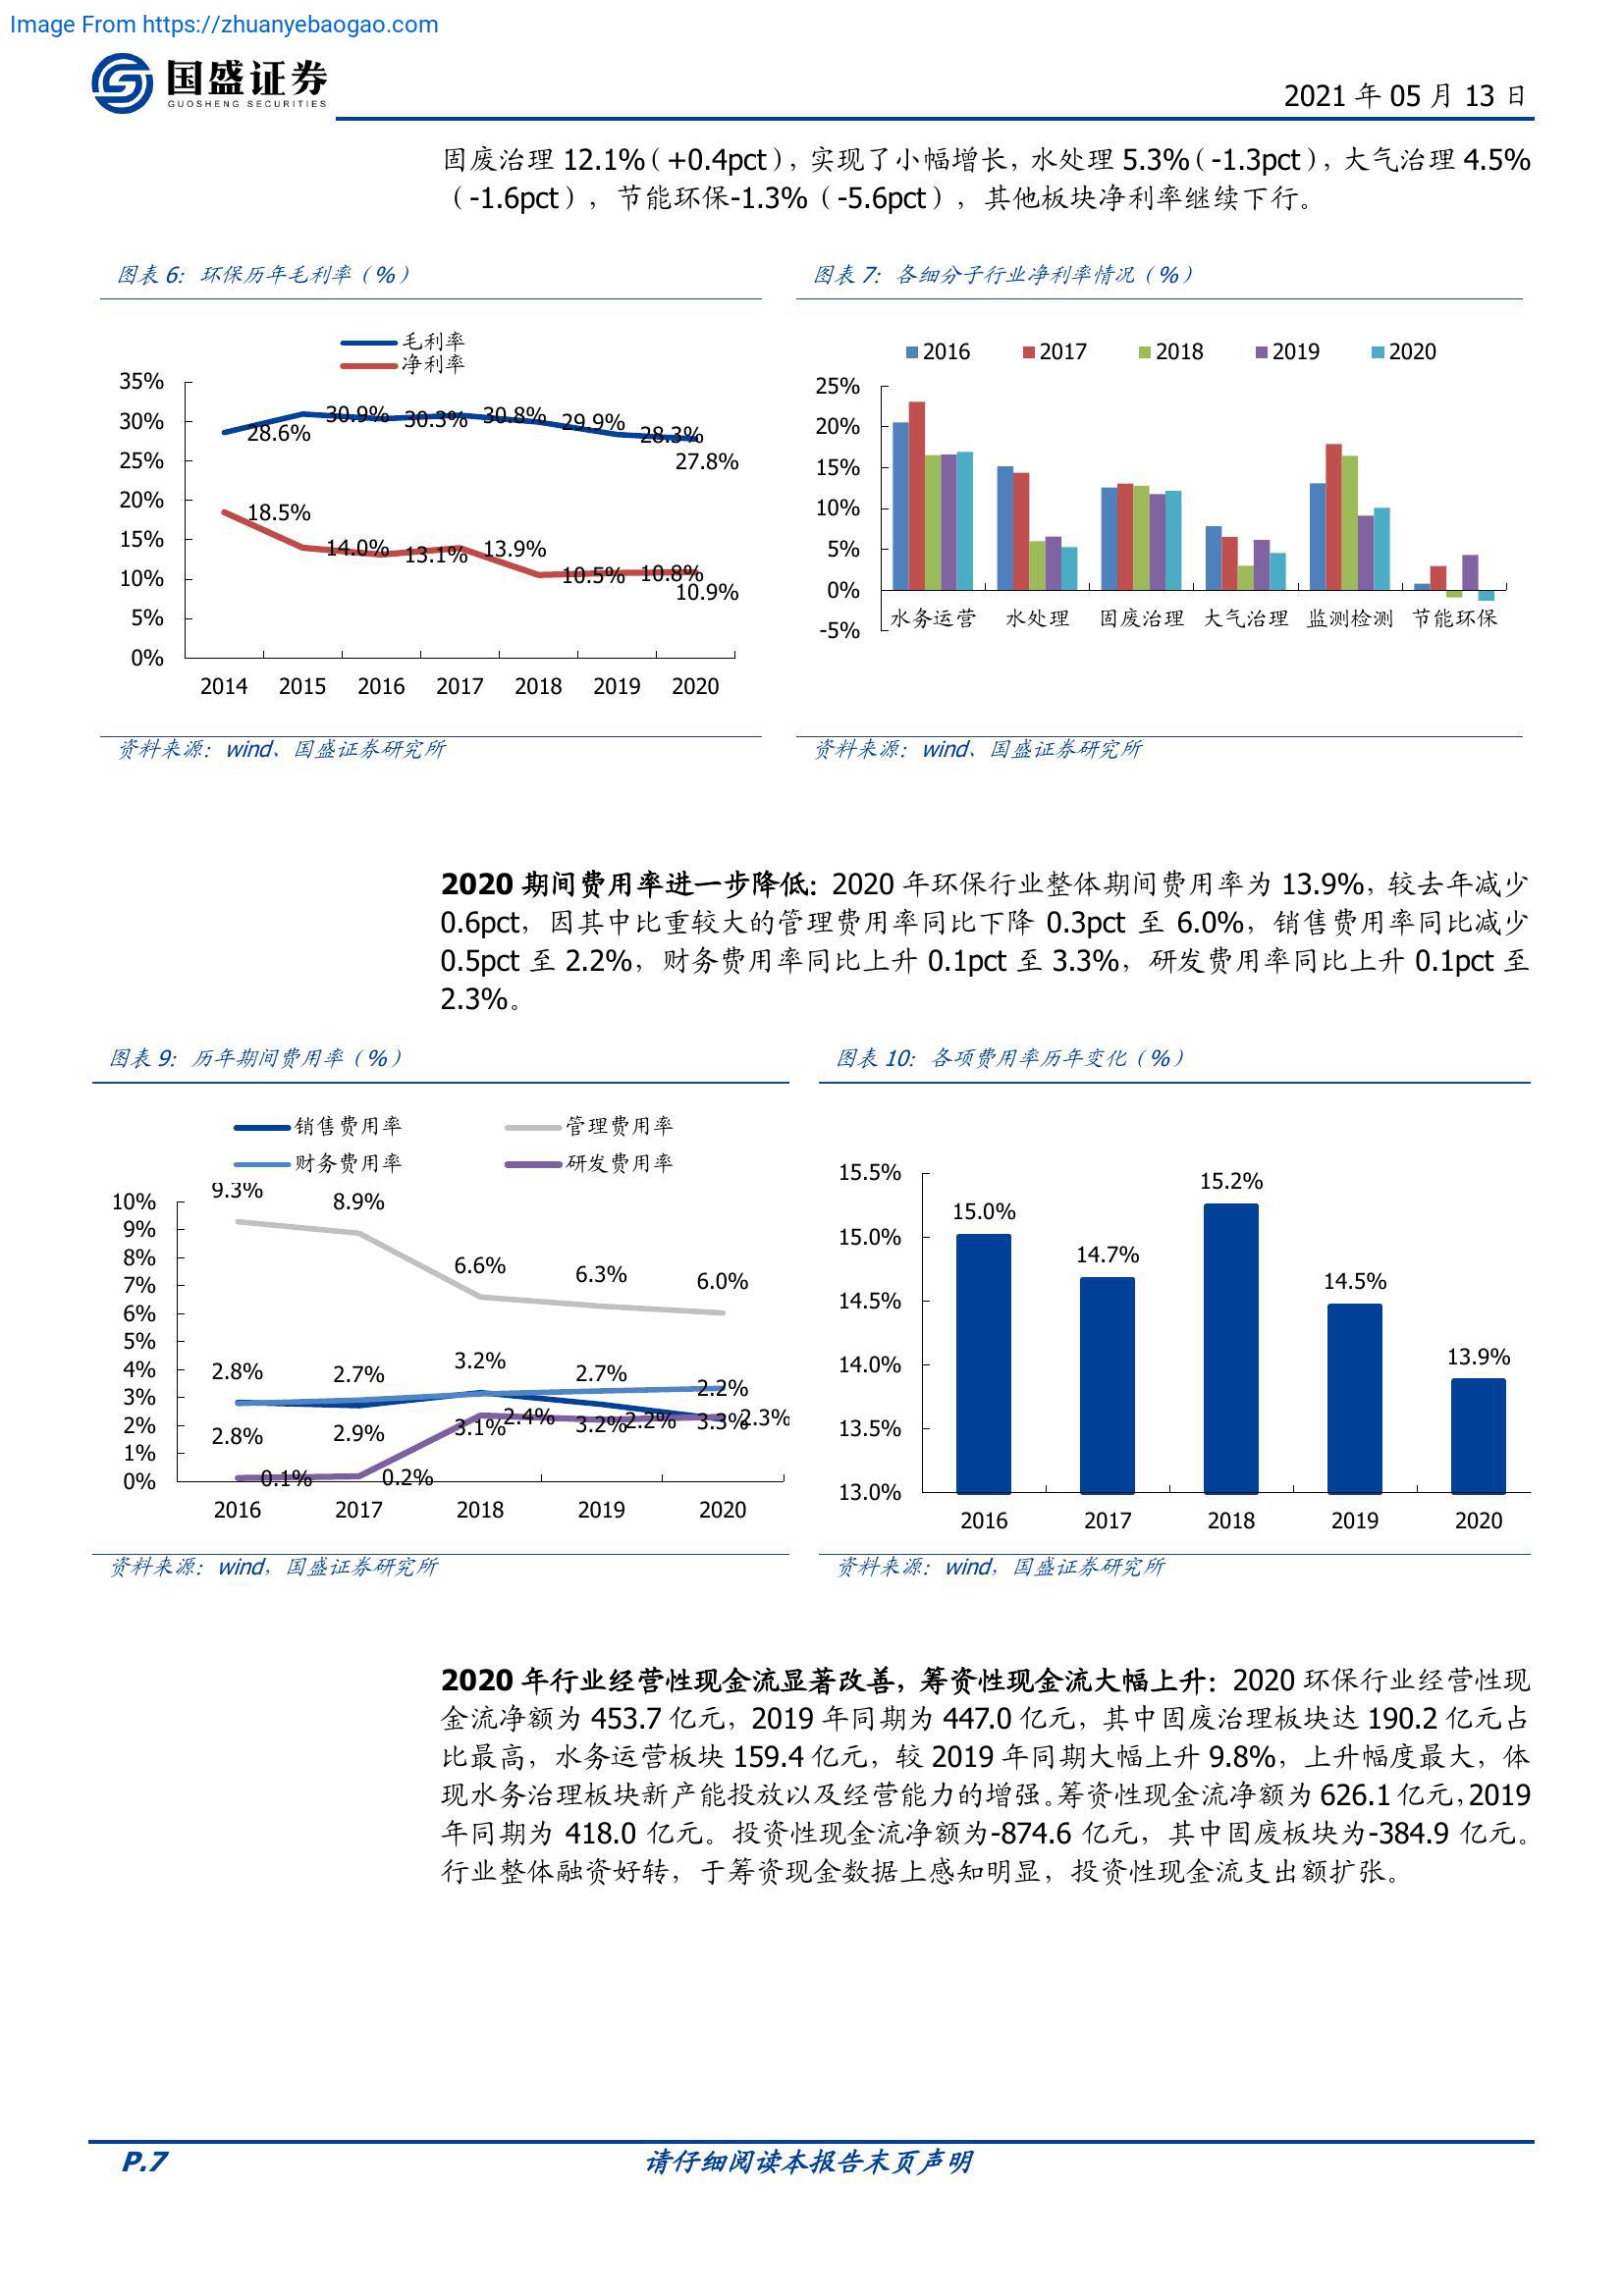 Image From https://zhuanyebaogao.com
国盛证券
GUOSHENG SECURITIES
2021 年 05 月 13 日
固废治理 12.1%（+0.4pct），实现了小幅增长，水处理 5.3%（-1.3pct），大气治理 4.5%
（-1.6pct），节能环保-1.3%（-5.6pct），其他板块净利率继续下行。
图表 6：环保历年毛利率（%）
毛利率
净利率
35%
30%
25%
20%
15%
10%
5%
0%
28.6%
30.9%
30.3%
30.8%
29.9%
28.3%
27.8%
18.5%
14.0%
13.1%
13.9%
10.5%
10.8%
10.9%
2014 2015 2016 2017 2018 2019 2020
资料来源：wind、国盛证券研究所
图表 7：各细分子行业净利率情况（%）
2016 2017 2018 2019 2020
25%
20%
15%
10%
5%
0%
-5%
水务运营 水处理 固废治理 大气治理 监测检测 节能环保
资料来源：wind、国盛证券研究所
2020 期间费用率进一步降低：2020 年环保行业整体期间费用率为 13.9%，较去年减少
0.6pct，因其中比重较大的管理费用率同比下降 0.3pct 至 6.0%，销售费用率同比减少
0.5pct 至 2.2%，财务费用率同比上升 0.1pct 至 3.3%，研发费用率同比上升 0.1pct 至
2.3%。
图表 9：历年期间费用率（%）
销售费用率 管理费用率
财务费用率 研发费用率
10%
9%
8%
7%
6%
5%
4%
3%
2%
1%
0%
9.3%
8.9%
6.6%
6.3%
6.0%
2.8%
2.7%
3.2%
2.7%
2.2%
2.8%
2.9%
3.1%
3.2%
3.3%
0.1%
0.2%
2.4%
2.2%
2.3%
2016 2017 2018 2019 2020
资料来源：wind，国盛证券研究所
图表 10：各项费用率历年变化（%）
15.5%
15.0%
14.5%
14.0%
13.5%
13.0%
15.0%
14.7%
15.2%
14.5%
13.9%
2016 2017 2018 2019 2020
资料来源：wind，国盛证券研究所
2020 年行业经营性现金流显著改善，筹资性现金流大幅上升：2020 环保行业经营性现
金流净额为 453.7 亿元，2019 年同期为 447.0 亿元，其中固废治理板块达 190.2 亿元占
比最高，水务运营板块 159.4 亿元，较 2019 年同期大幅上升 9.8%，上升幅度最大，体
现水务治理板块新产能投放以及经营能力的增强。筹资性现金流净额为 626.1 亿元，2019
年同期为 418.0 亿元。投资性现金流净额为-874.6 亿元，其中固废板块为-384.9 亿元。
行业整体融资好转，于筹资现金数据上感知明显，投资性现金流支出额扩张。
P.7
请仔细阅读本报告末页声明